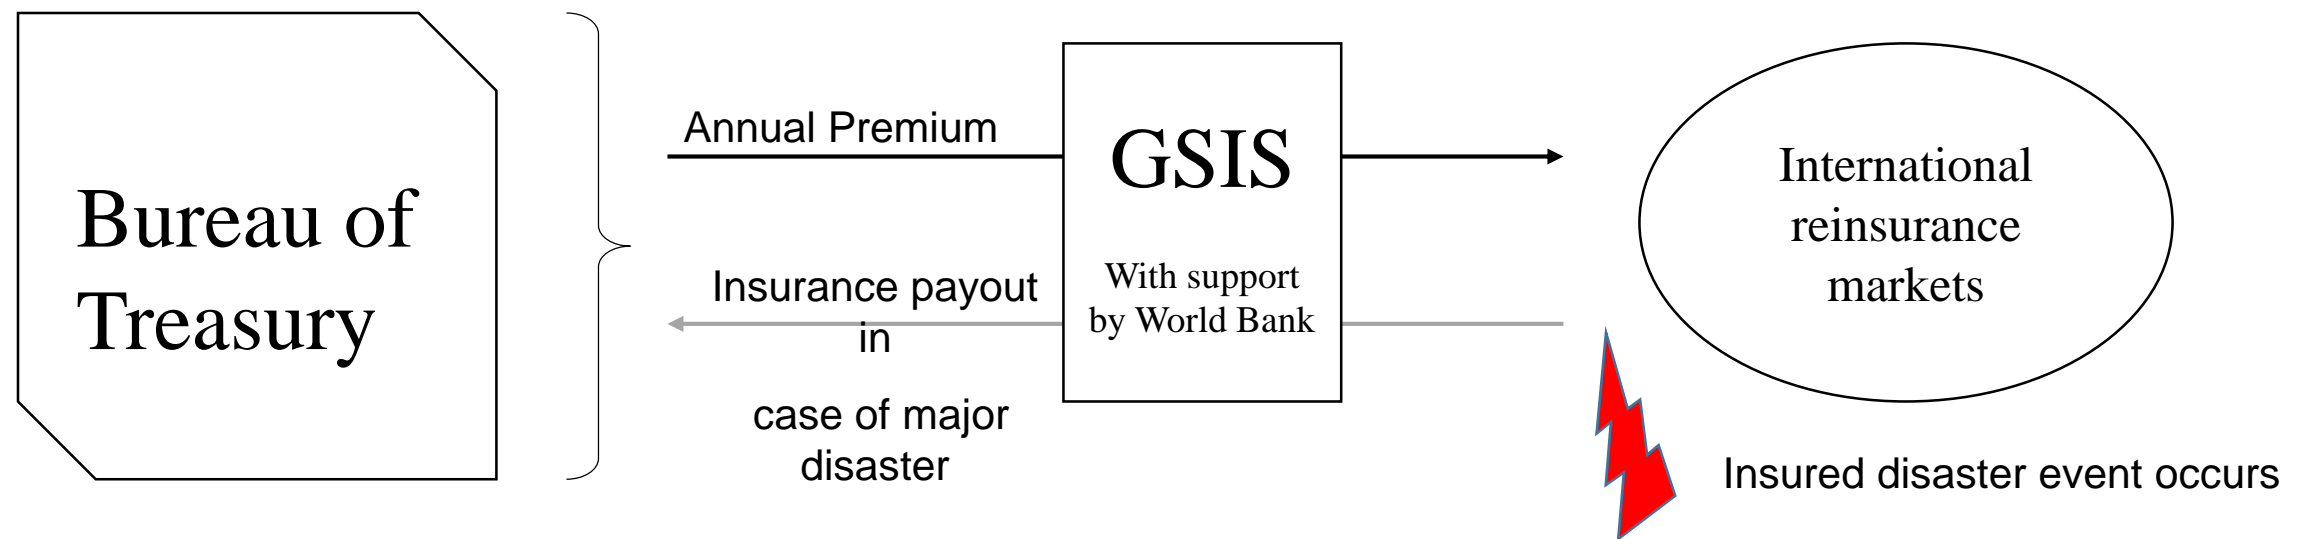 Bureau of
Treasury
Annual Premium
Insurance payout
in
case of major
disaster
GSIS
With support
by World Bank
International
reinsurance
markets
Insured disaster event occurs